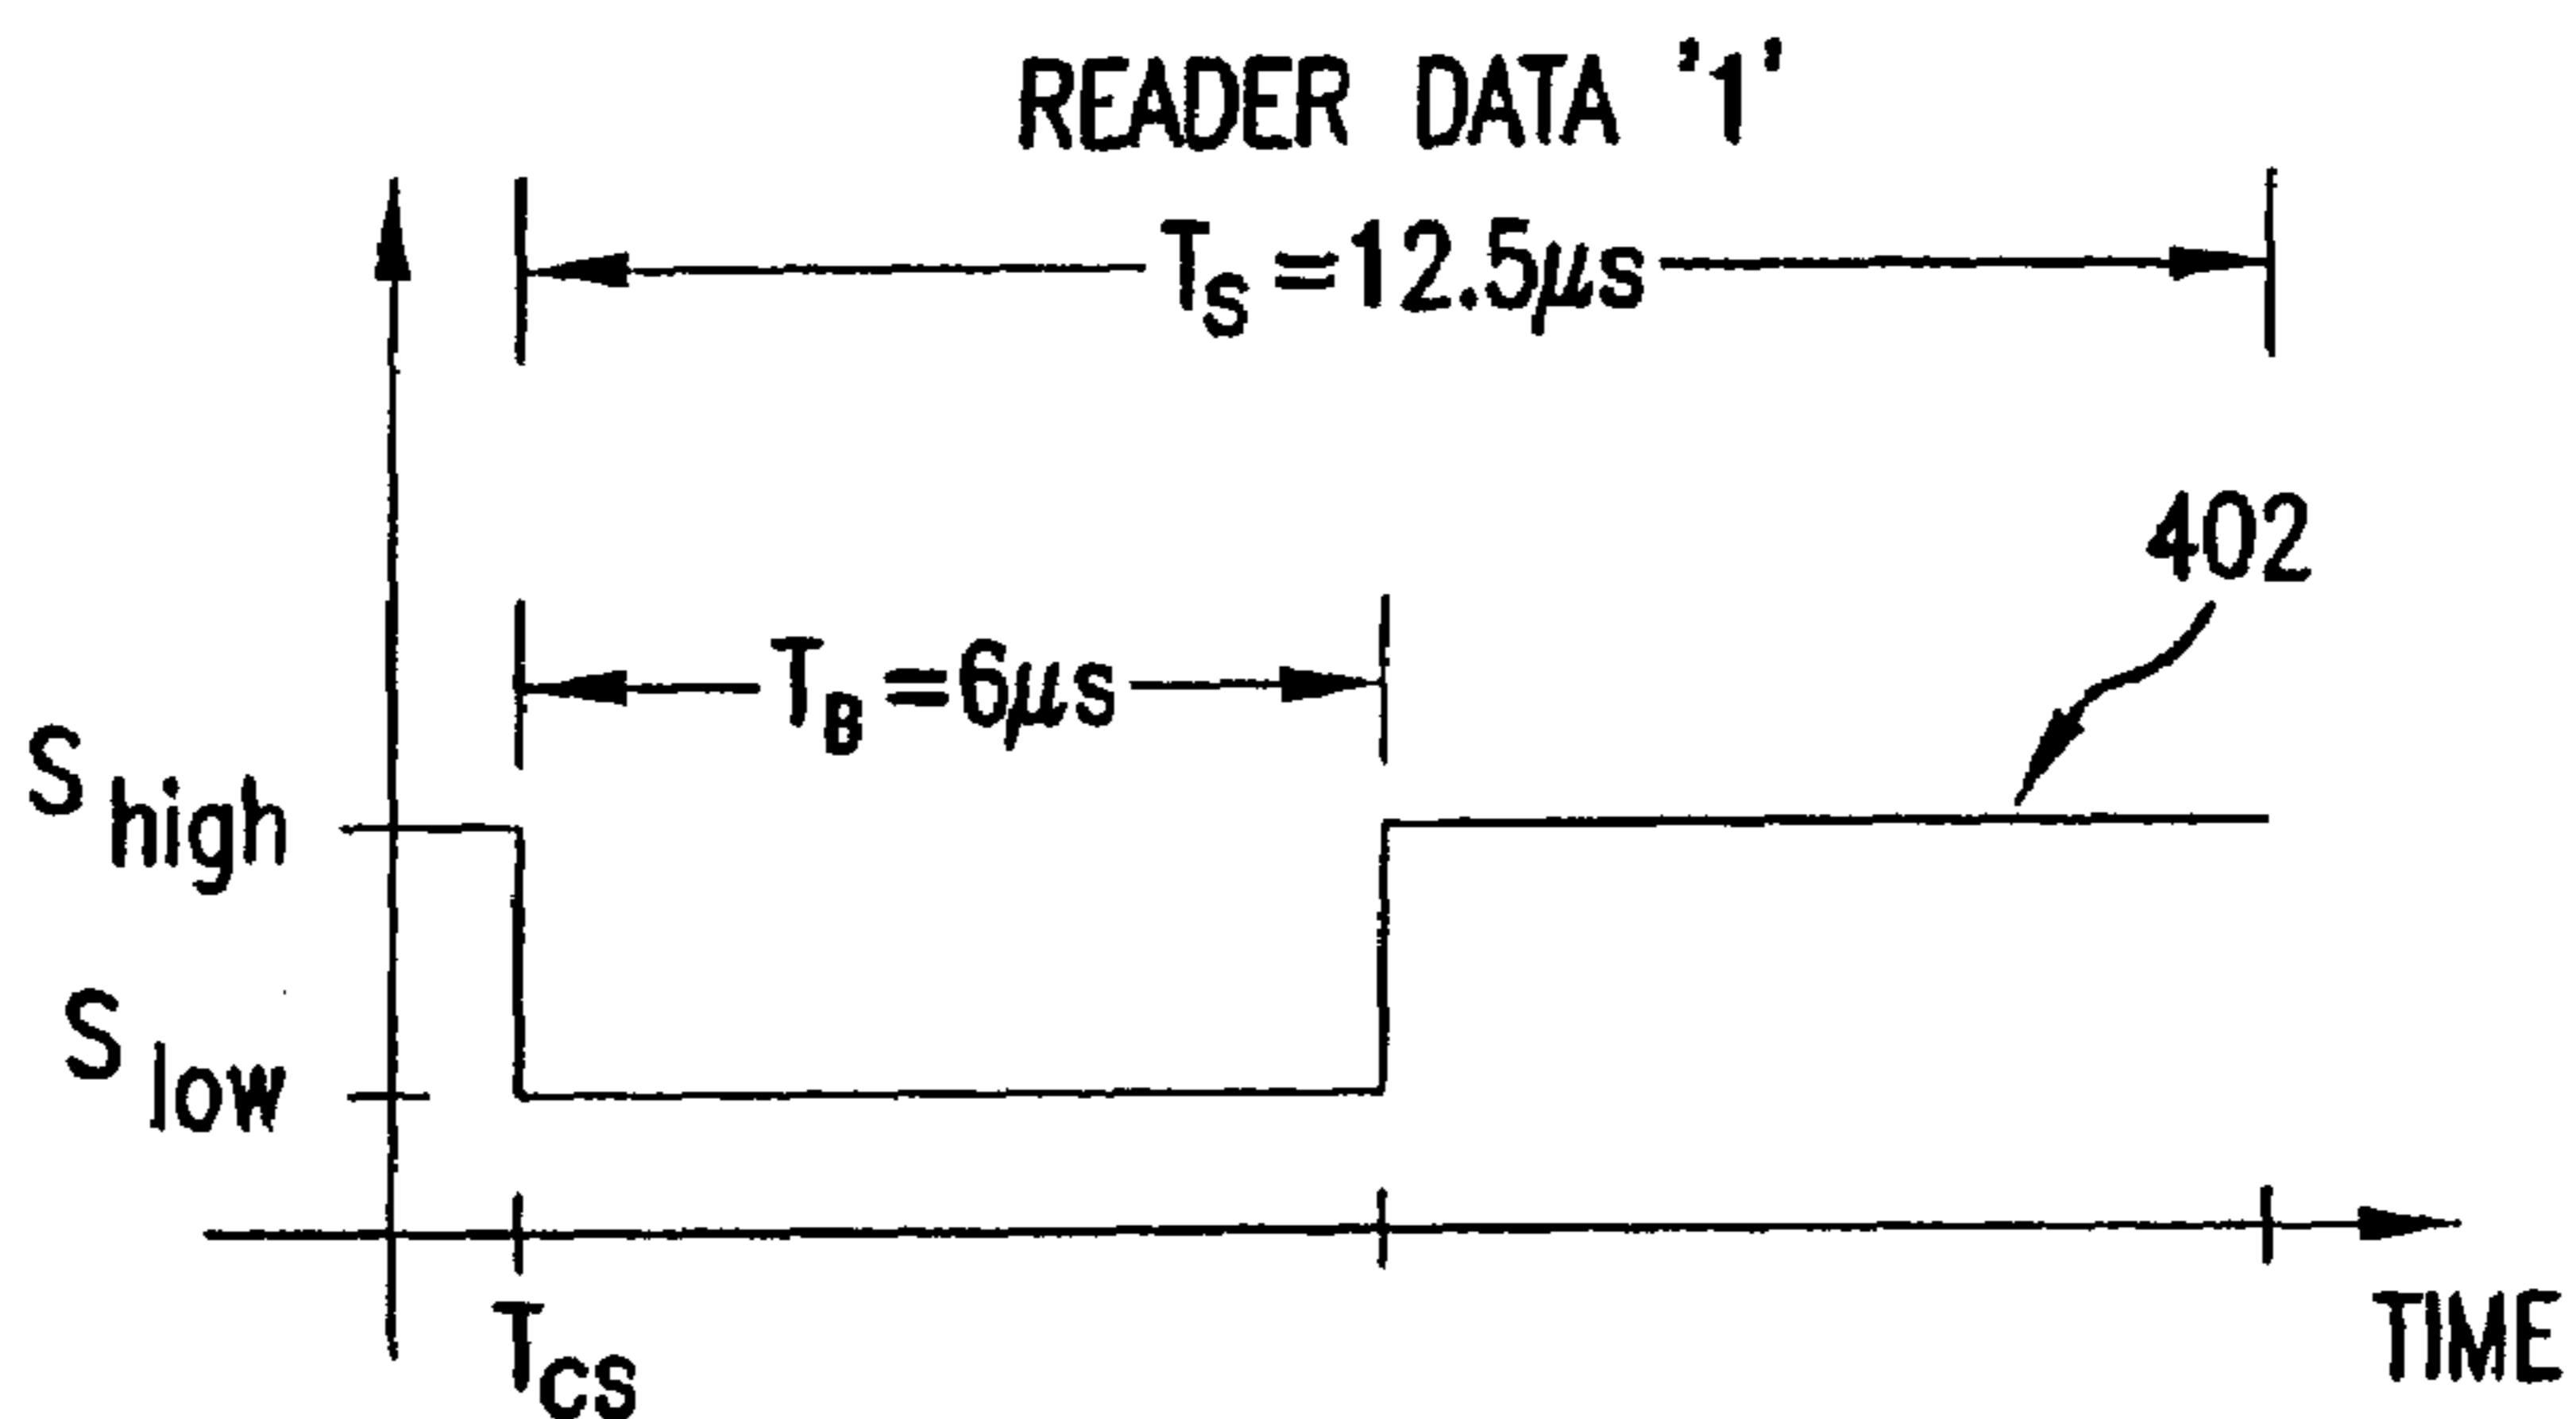 READER DATA '1'
T_S = 12.5μs
402
T_B = 6μs
S_high
S_low
T_CS
TIME